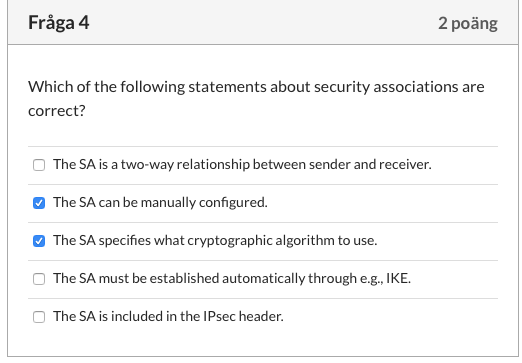 Fråga 4
2 poäng
Which of the following statements about security associations are
correct?
The SA is a two-way relationship between sender and receiver.
The SA can be manually configured.
The SA specifies what cryptographic algorithm to use.
The SA must be established automatically through e.g., IKE.
The SA is included in the IPsec header.